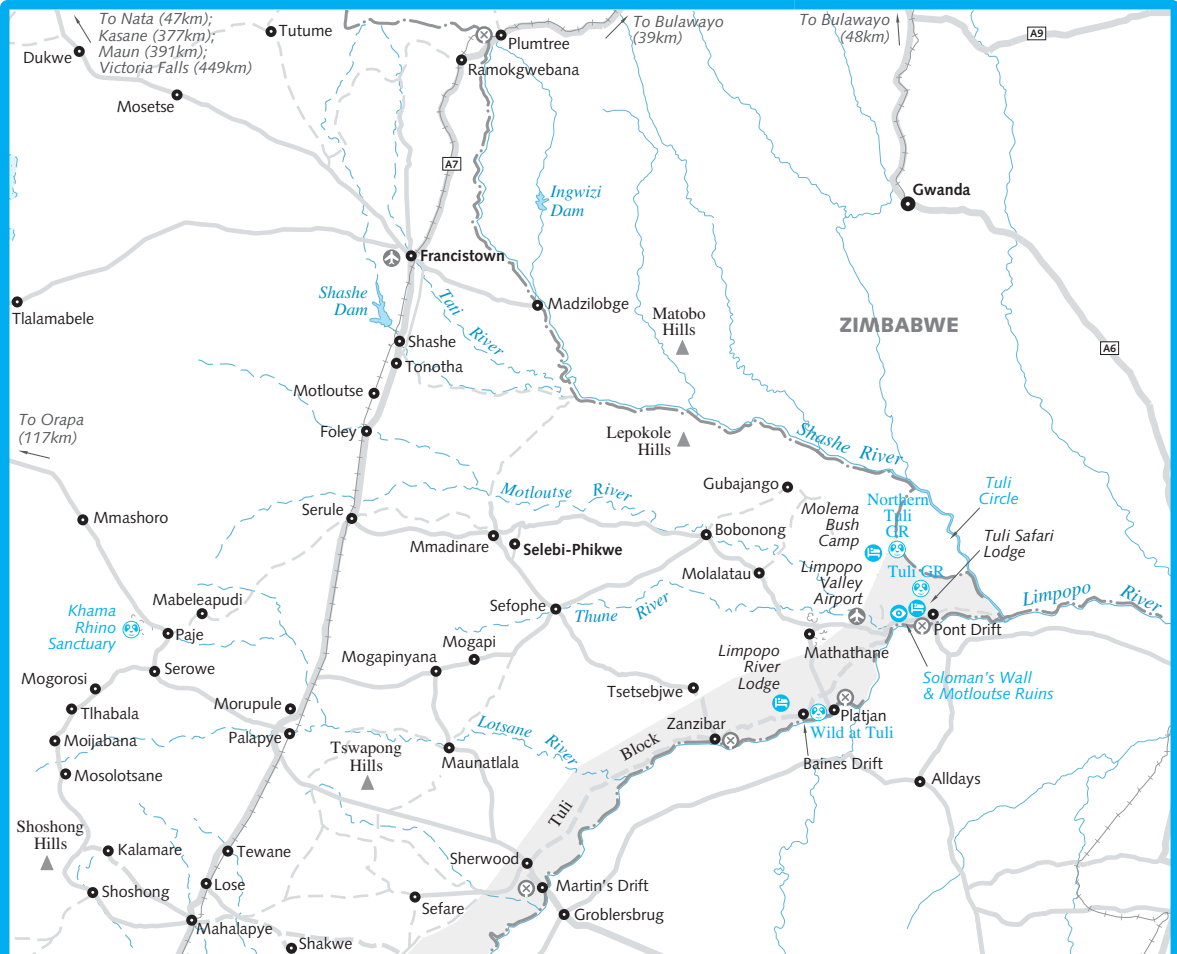 To Nata (47km);
Kasane (377km);
Maun (391km);
Victoria Falls (449km)
Tutume
Dukwe
Mosetse
Plumtree
Ramokgwebana
To Bulawayo
(39km)
To Bulawayo
(48km)
A9
A7
Gwanda
Ingwizi
Dam
Francistown
Shashe
Dam
Tati
River
Madzilobge
Tlalamabele
Matobo
Hills
ZIMBABWE
A6
Shashe
Tonotha
Motloutse
Foley
To Orapa
(117km)
Lepokole
Hills
Shashe River
Motloutse River
Gubajango
Northern
Tuli
GR
Tuli
Circle
Molema
Bush
Camp
Mmashoro
Serule
Mmadinare
Selebi-Phikwe
Bobonong
Tuli Safari
Lodge
Limpopo
Valley
Airport
Tuli GR
Molalatau
Limpopo River
Khama
Rhino
Sanctuary
Mabeleapudi
Paje
Sefophe
Thune River
Pont Drift
Mathathane
Serowe
Mogapinyana
Mogapi
Limpopo
River
Lodge
Soloman's Wall
& Motloutse Ruins
Mogorosi
Tlhabala
Morupule
Tsetsebjwe
Platjan
Wild at Tuli
Moijabana
Palapye
Lotsane River
Zanzibar
Baines Drift
Tswapong
Hills
Maunatlala
Tuli Block
Mosolotsane
Alldays
Shoshong
Hills
Kalamare
Tewane
Sherwood
Shoshong
Lose
Sefare
Martin's Drift
Groblersbrug
Mahalapye
Shakwe